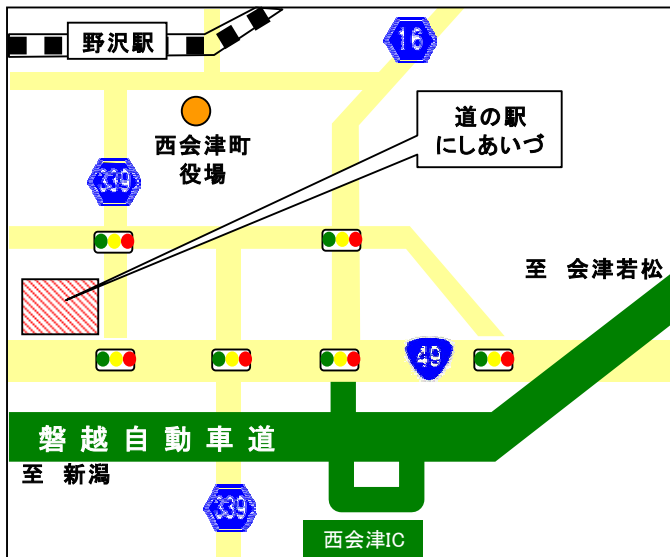 野沢駅
16
道の駅
にしあいづ
西会津町
役場
339
至 会津若松
49
磐越自動車道
至 新潟
339
西会津IC